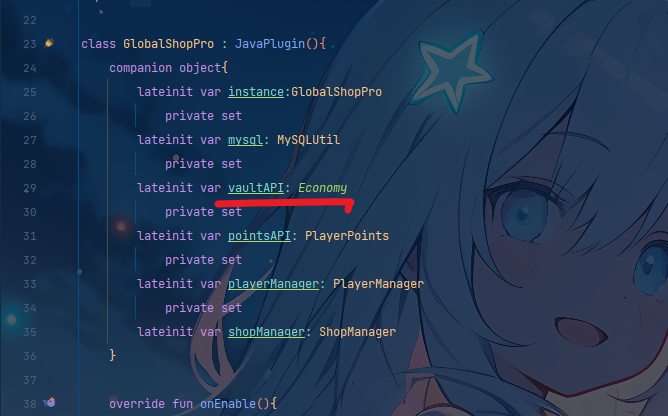 22
23 class GlobalShopPro : JavaPlugin(){
24 companion object{
25 lateinit var instance:GlobalShopPro
26 private set
27 lateinit var mysql: MySQLUtil
28 private set
29 lateinit var vaultAPI: Economy
30 private set
31 lateinit var pointsAPI: PlayerPoints
32 private set
33 lateinit var playerManager: PlayerManager
34 private set
35 lateinit var shopManager: ShopManager
36 }
37
38 override fun onEnable(){